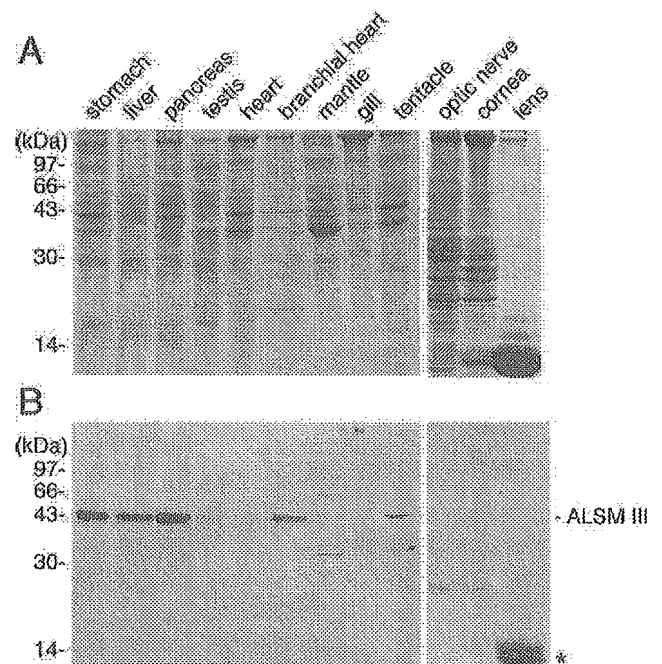 A
stomach
liver
pancreas
testis
heart
branchial heart
mantle
gill
tentacle
optic nerve
cornea
lens
(kDa)
97-
66-
43-
30-
14-
B
(kDa)
97-
66-
43-
- ALSM III
30-
14-
*